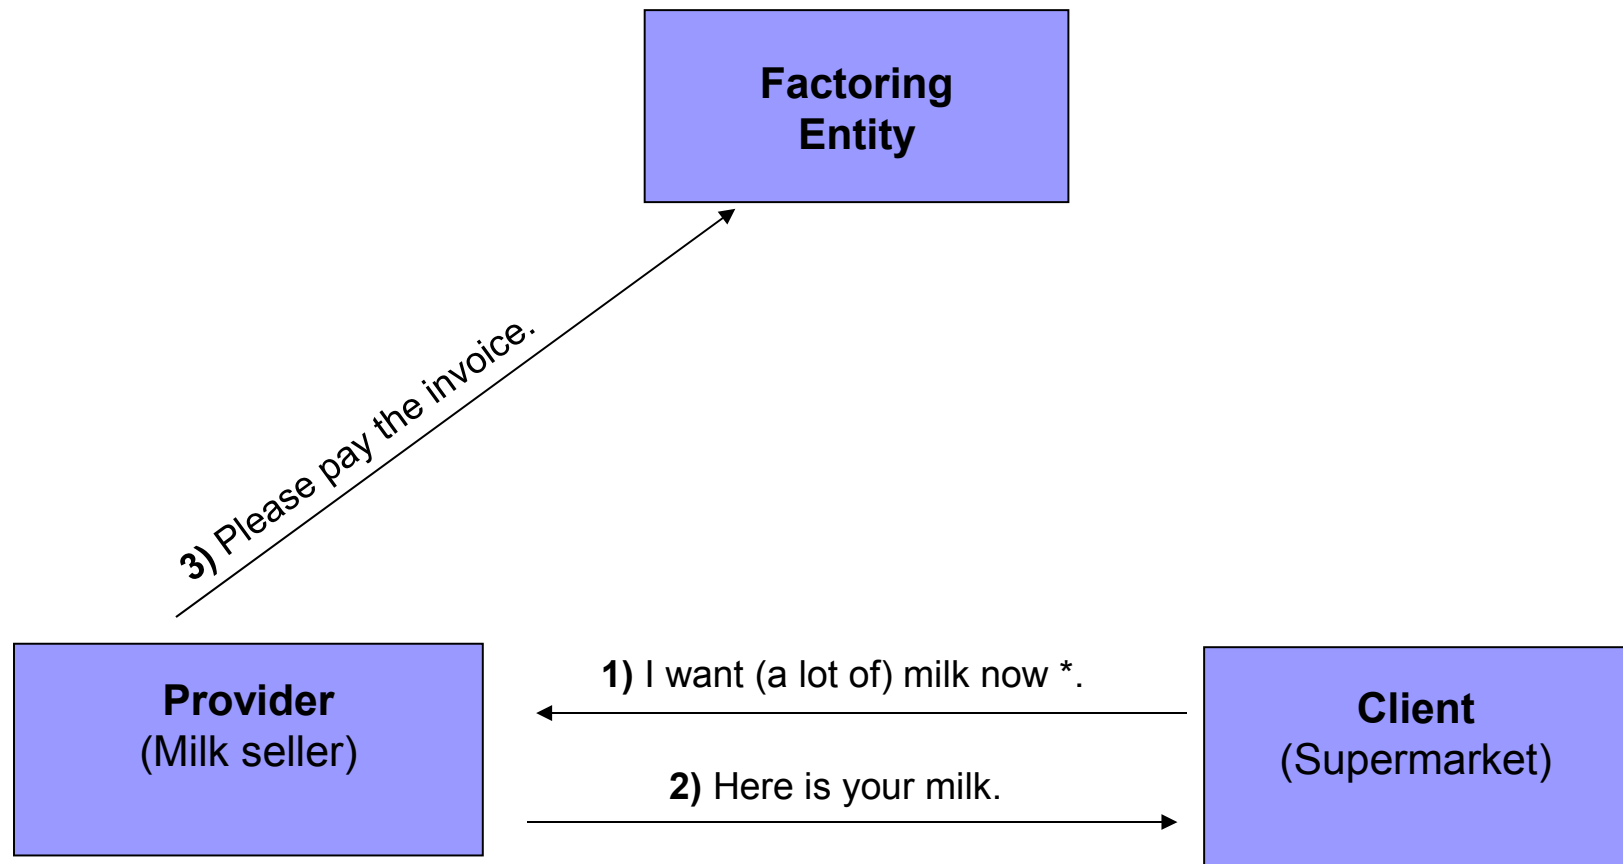 Factoring
Entity
3) Please pay the invoice.
1) I want (a lot of) milk now *.
Provider
(Milk seller)
Client
(Supermarket)
2) Here is your milk.